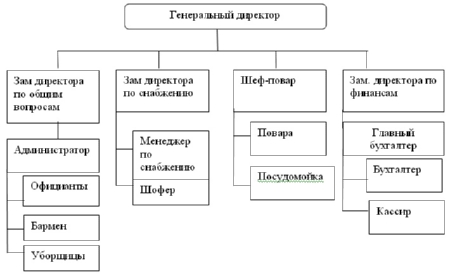 Генеральный директор
Зам директора
по общим
вопросам
Администратор
Официанты
Бармен
Уборщицы
Зам директора
по снабжению
Менеджер
по
снабжению
Шофер
Шеф-повар
Повара
Посудомойка
Зам. директора по
финансам
Главный
бухгалтер
Бухгалтер
Кассир